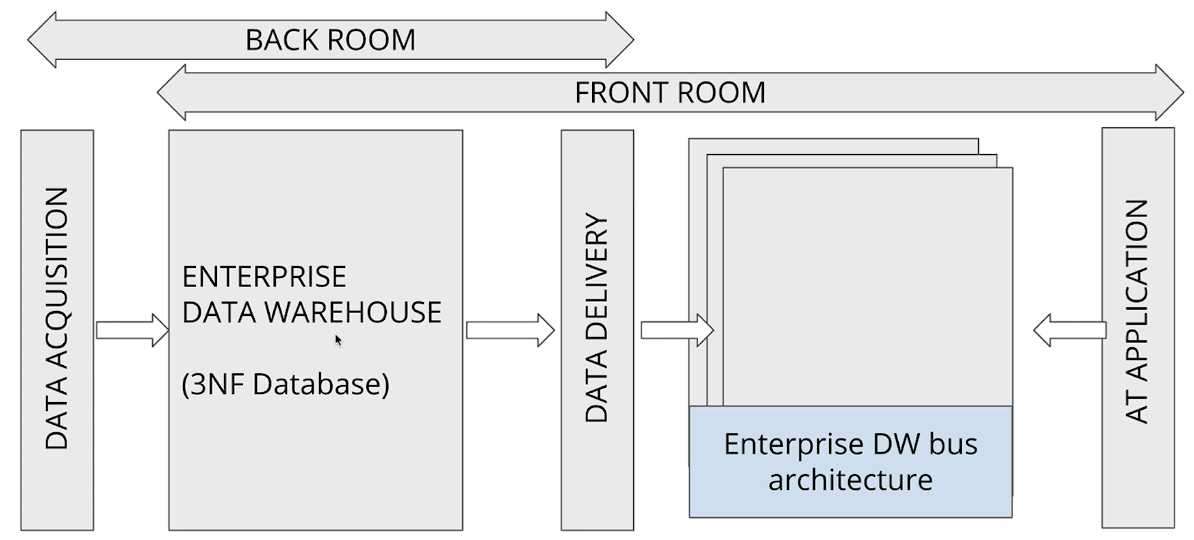 BACK ROOM
FRONT ROOM
DATA ACQUISITION
ENTERPRISE
DATA WAREHOUSE
(3NF Database)
DATA DELIVERY
Enterprise DW bus
architecture
AT APPLICATION